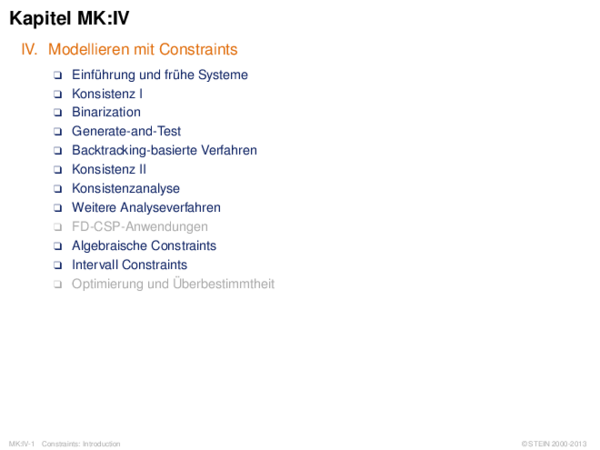 Kapitel MK:IV
IV. Modellieren mit Constraints
❑ Einführung und frühe Systeme
❑ Konsistenz I
❑ Binarization
❑ Generate-and-Test
❑ Backtracking-basierte Verfahren
❑ Konsistenz II
❑ Konsistenzanalyse
❑ Weitere Analyseverfahren
❑ FD-CSP-Anwendungen
❑ Algebraische Constraints
❑ Intervall Constraints
❑ Optimierung und Überbestimmtheit
MK:IV-1 Constraints: Introduction © STEIN 2000-2013